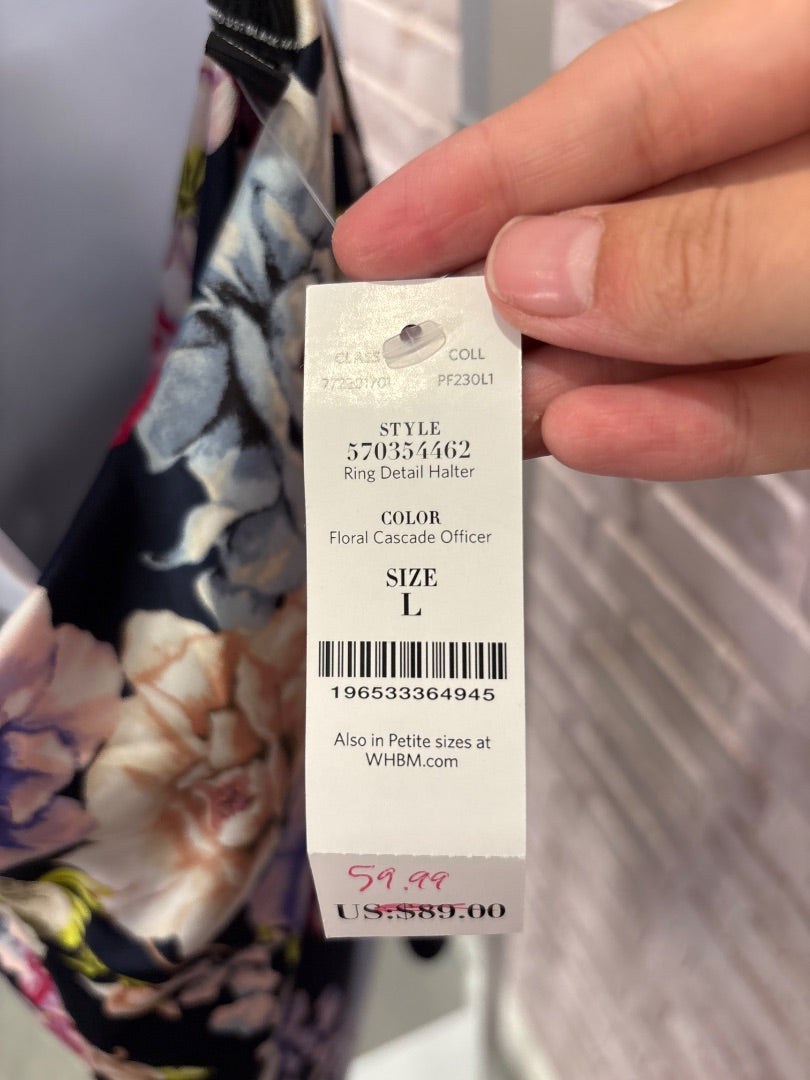 CLASS COLL
PF230L1
STYLE
570354462
Ring Detail Halter
COLOR
Floral Cascade Officer
SIZE
L
196533364945
Also in Petite sizes at
WHBM.com
59.99
US:$89.00